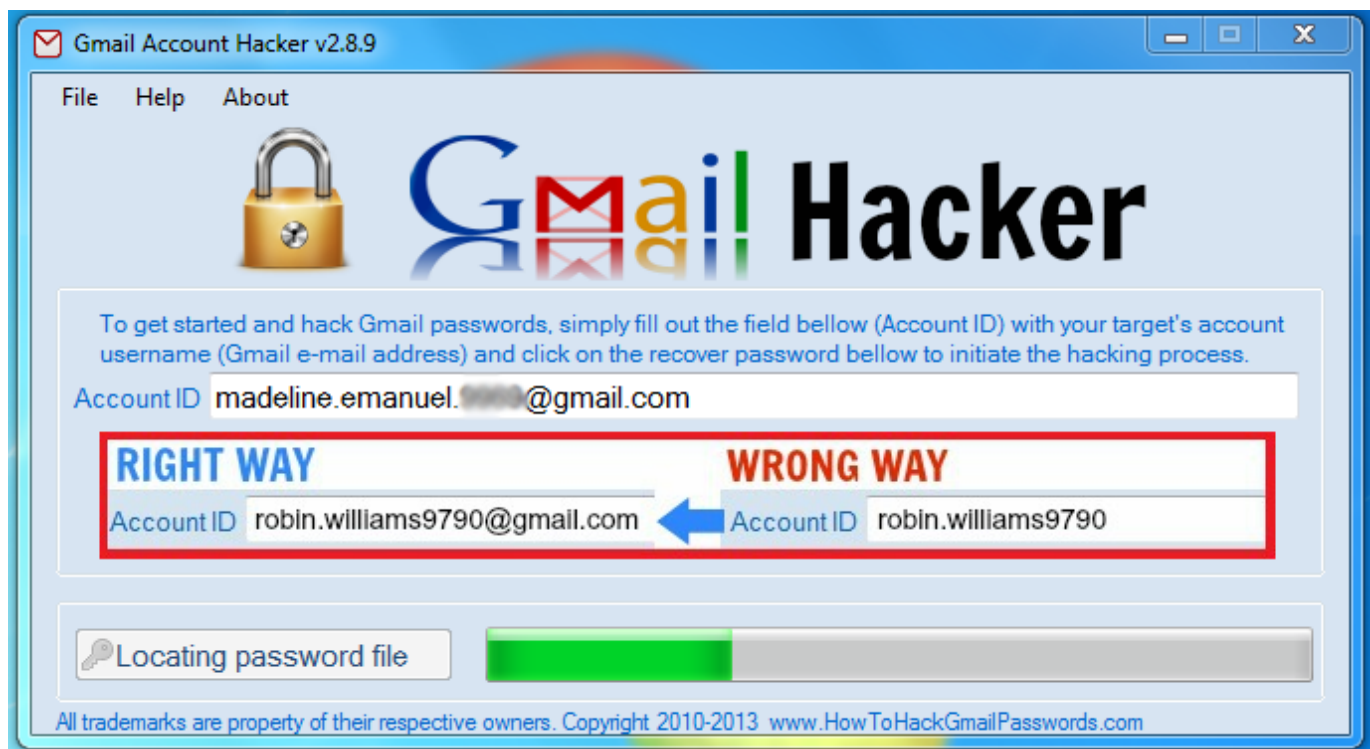 Gmail Account Hacker v2.8.9
File Help About
Gmail Hacker
To get started and hack Gmail passwords, simply fill out the field bellow (Account ID) with your target's account
username (Gmail e-mail address) and click on the recover password bellow to initiate the hacking process.
Account ID madeline.emanuel. @gmail.com
RIGHT WAY WRONG WAY
Account ID robin.williams9790@gmail.com Account ID robin.williams9790
Locating password file
All trademarks are property of their respective owners. Copyright 2010-2013 www.HowToHackGmailPasswords.com